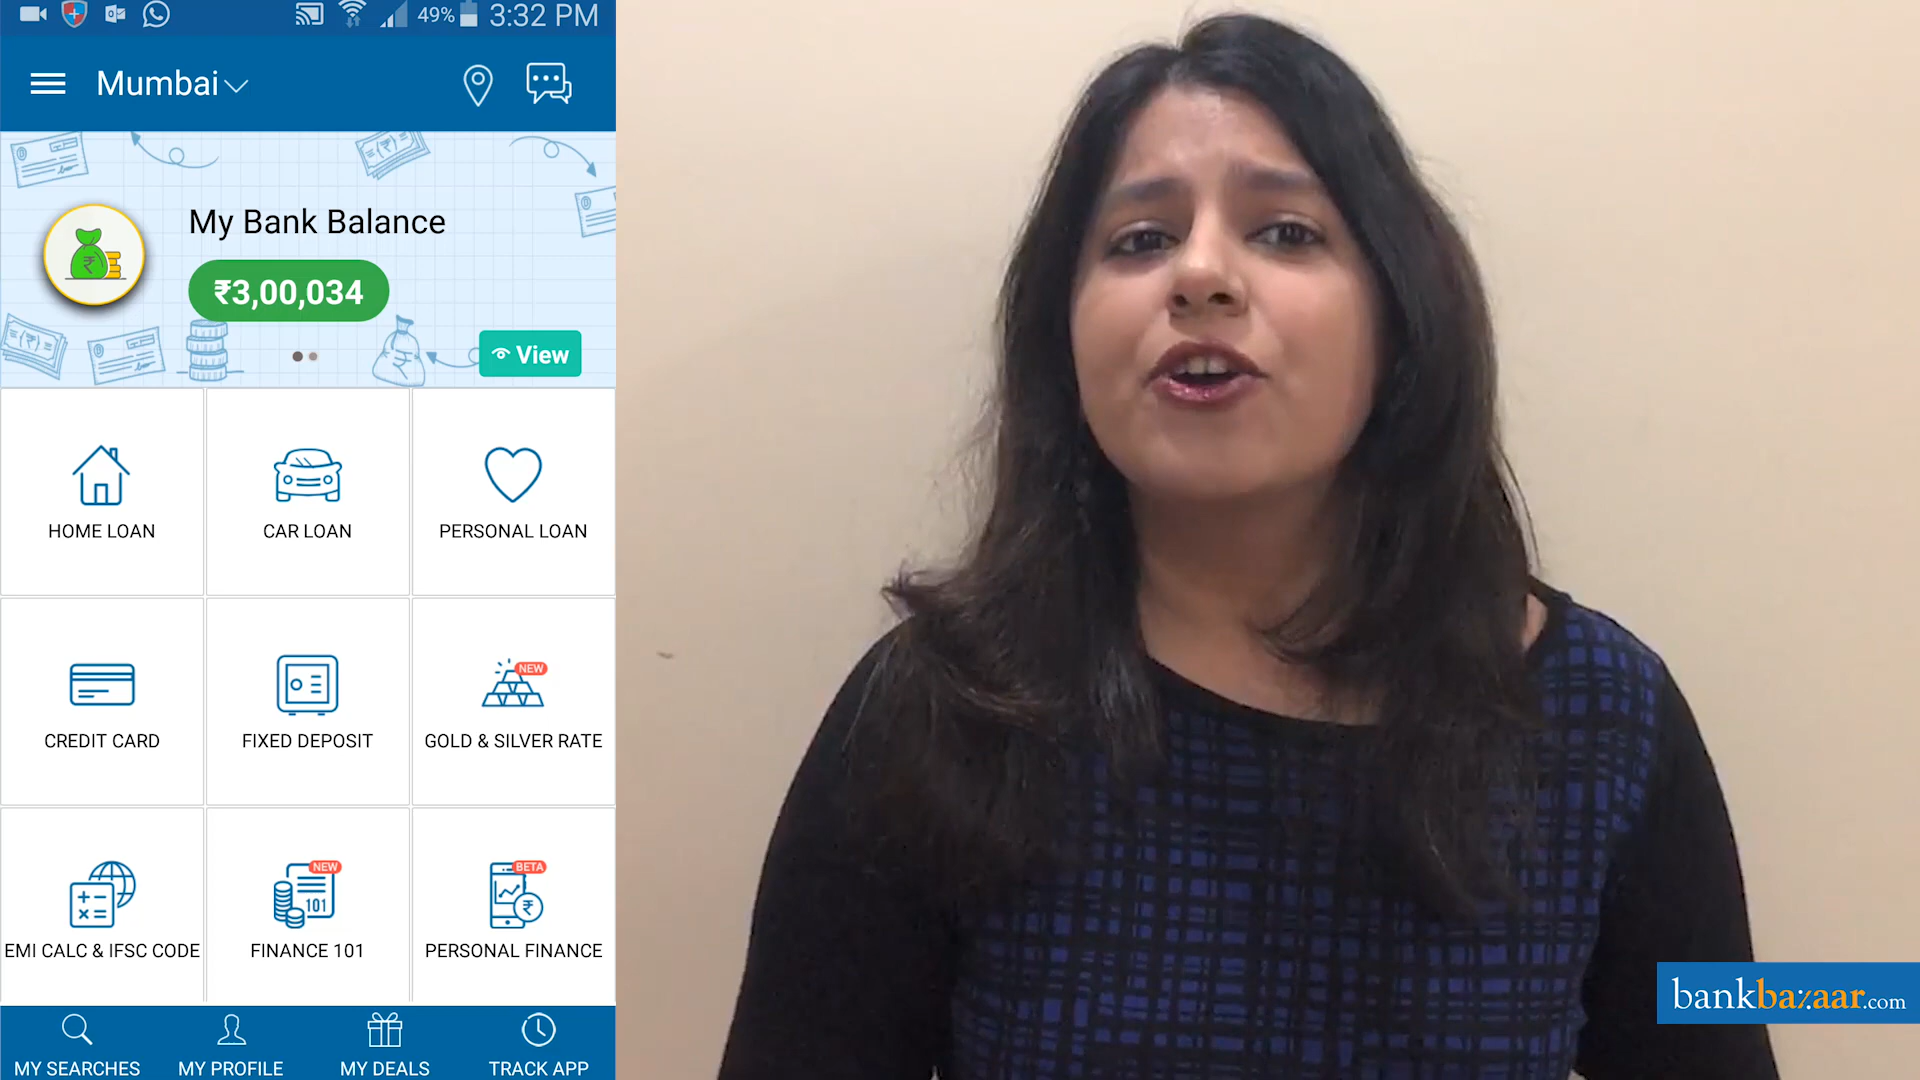 49% 3:32 PM
Mumbai
My Bank Balance
₹3,00,034
View
HOME LOAN
CAR LOAN
PERSONAL LOAN
NEW
CREDIT CARD
FIXED DEPOSIT
GOLD & SILVER RATE
NEW
101
BETA
₹
EMI CALC & IFSC CODE
FINANCE 101
PERSONAL FINANCE
MY SEARCHES
MY PROFILE
MY DEALS
TRACK APP
bankbazaar.com